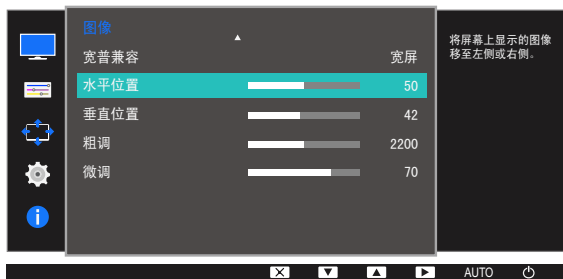 图像
宽普兼容 宽屏
水平位置 50
垂直位置 42
粗调 2200
微调 70
将屏幕上显示的图像
移至左侧或右侧。
AUTO